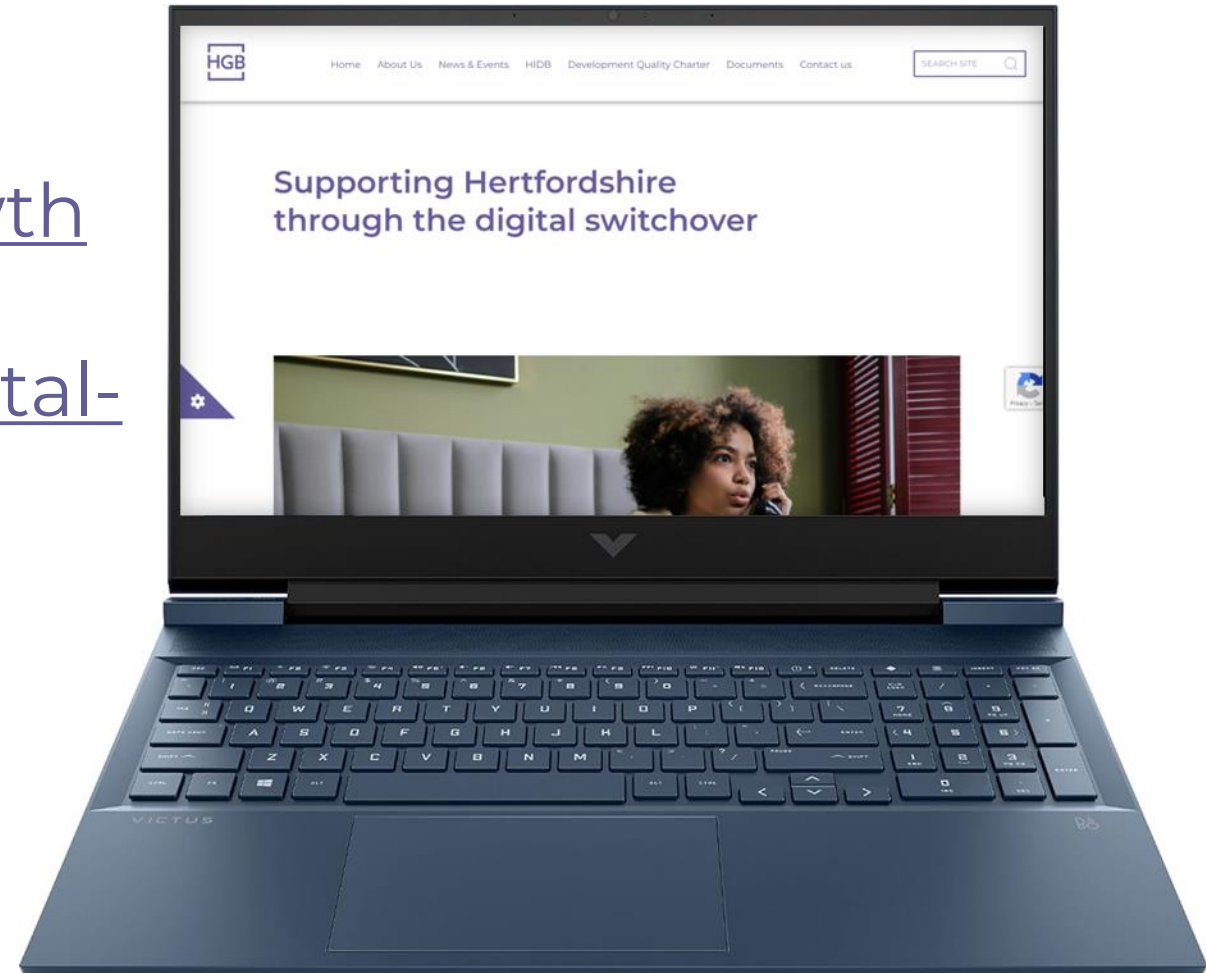 HGB
Home About Us News & Events HIDB Development Quality Charter Documents Contact us
SEARCH SITE
Supporting Hertfordshire
through the digital switchover
wth
tal-
VICTUS